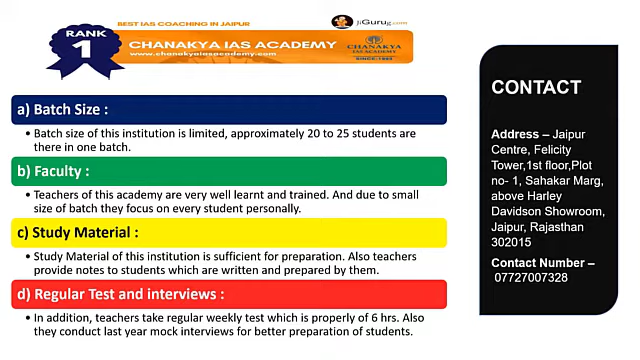 BEST IAS COACHING IN JAIPUR
JiGuruG.com
RANK
1
CHANAKYA IAS ACADEMY
www.chanakyaiasacademy.com
CHANAKYA
IAS ACADEMY
SINCE-1993
a) Batch Size :
• Batch size of this institution is limited, approximately 20 to 25 students are
there in one batch.
b) Faculty :
• Teachers of this academy are very well learnt and trained. And due to small
size of batch they focus on every student personally.
c) Study Material :
• Study Material of this institution is sufficient for preparation. Also teachers
provide notes to students which are written and prepared by them.
d) Regular Test and interviews :
• In addition, teachers take regular weekly test which is properly of 6 hrs. Also
they conduct last year mock interviews for better preparation of students.
CONTACT
Address – Jaipur
Centre, Felicity
Tower,1st floor,Plot
no- 1, Sahakar Marg,
above Harley
Davidson Showroom,
Jaipur, Rajasthan
302015
Contact Number –
07727007328